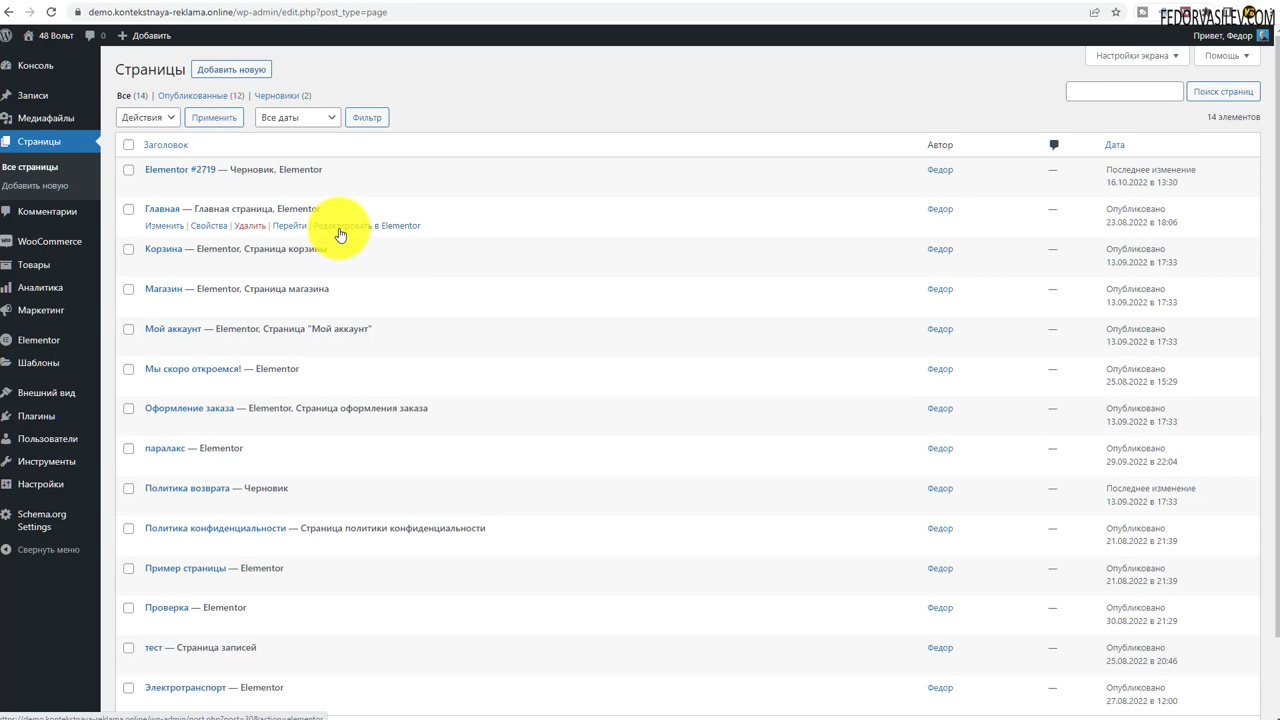 demo.kontekstnaya-reklama.online/wp-admin/edit.php?post_type=page
FEDORVASILEV.COM
48 Вольт 0 Добавить Привет, Федор
Консоль
Записи
Медиафайлы
Страницы
Все страницы
Добавить новую
Комментарии
WooCommerce
Товары
Аналитика
Маркетинг
Elementor
Шаблоны
Внешний вид
Плагины
Пользователи
Инструменты
Настройки
Schema.org
Settings
Свернуть меню
Настройки экрана Помощь
Страницы Добавить новую
Все (14) | Опубликованные (12) | Черновики (2)
Поиск страниц
Действия Применить Все даты Фильтр 14 элементов
Заголовок Автор Дата
Elementor #2719 — Черновик, Elementor Федор — Последнее изменение
16.10.2022 в 13:30
Главная — Главная страница, Elementor Федор — Опубликовано
23.08.2022 в 18:06
Изменить | Свойства | Удалить | Перейти | Редактировать в Elementor
Корзина — Elementor, Страница корзины Федор — Опубликовано
13.09.2022 в 17:33
Магазин — Elementor, Страница магазина Федор — Опубликовано
13.09.2022 в 17:33
Мой аккаунт — Elementor, Страница "Мой аккаунт" Федор — Опубликовано
13.09.2022 в 17:33
Мы скоро откроемся! — Elementor Федор — Опубликовано
25.08.2022 в 15:29
Оформление заказа — Elementor, Страница оформления заказа Федор — Опубликовано
13.09.2022 в 17:33
паралакс — Elementor Федор — Опубликовано
29.09.2022 в 22:04
Политика возврата — Черновик Федор — Последнее изменение
13.09.2022 в 17:33
Политика конфиденциальности — Страница политики конфиденциальности Федор — Опубликовано
21.08.2022 в 21:39
Пример страницы — Elementor Федор — Опубликовано
21.08.2022 в 21:39
Проверка — Elementor Федор — Опубликовано
30.08.2022 в 21:29
тест — Страница записей Федор — Опубликовано
25.08.2022 в 20:46
Электротранспорт — Elementor Федор — Опубликовано
27.08.2022 в 12:00